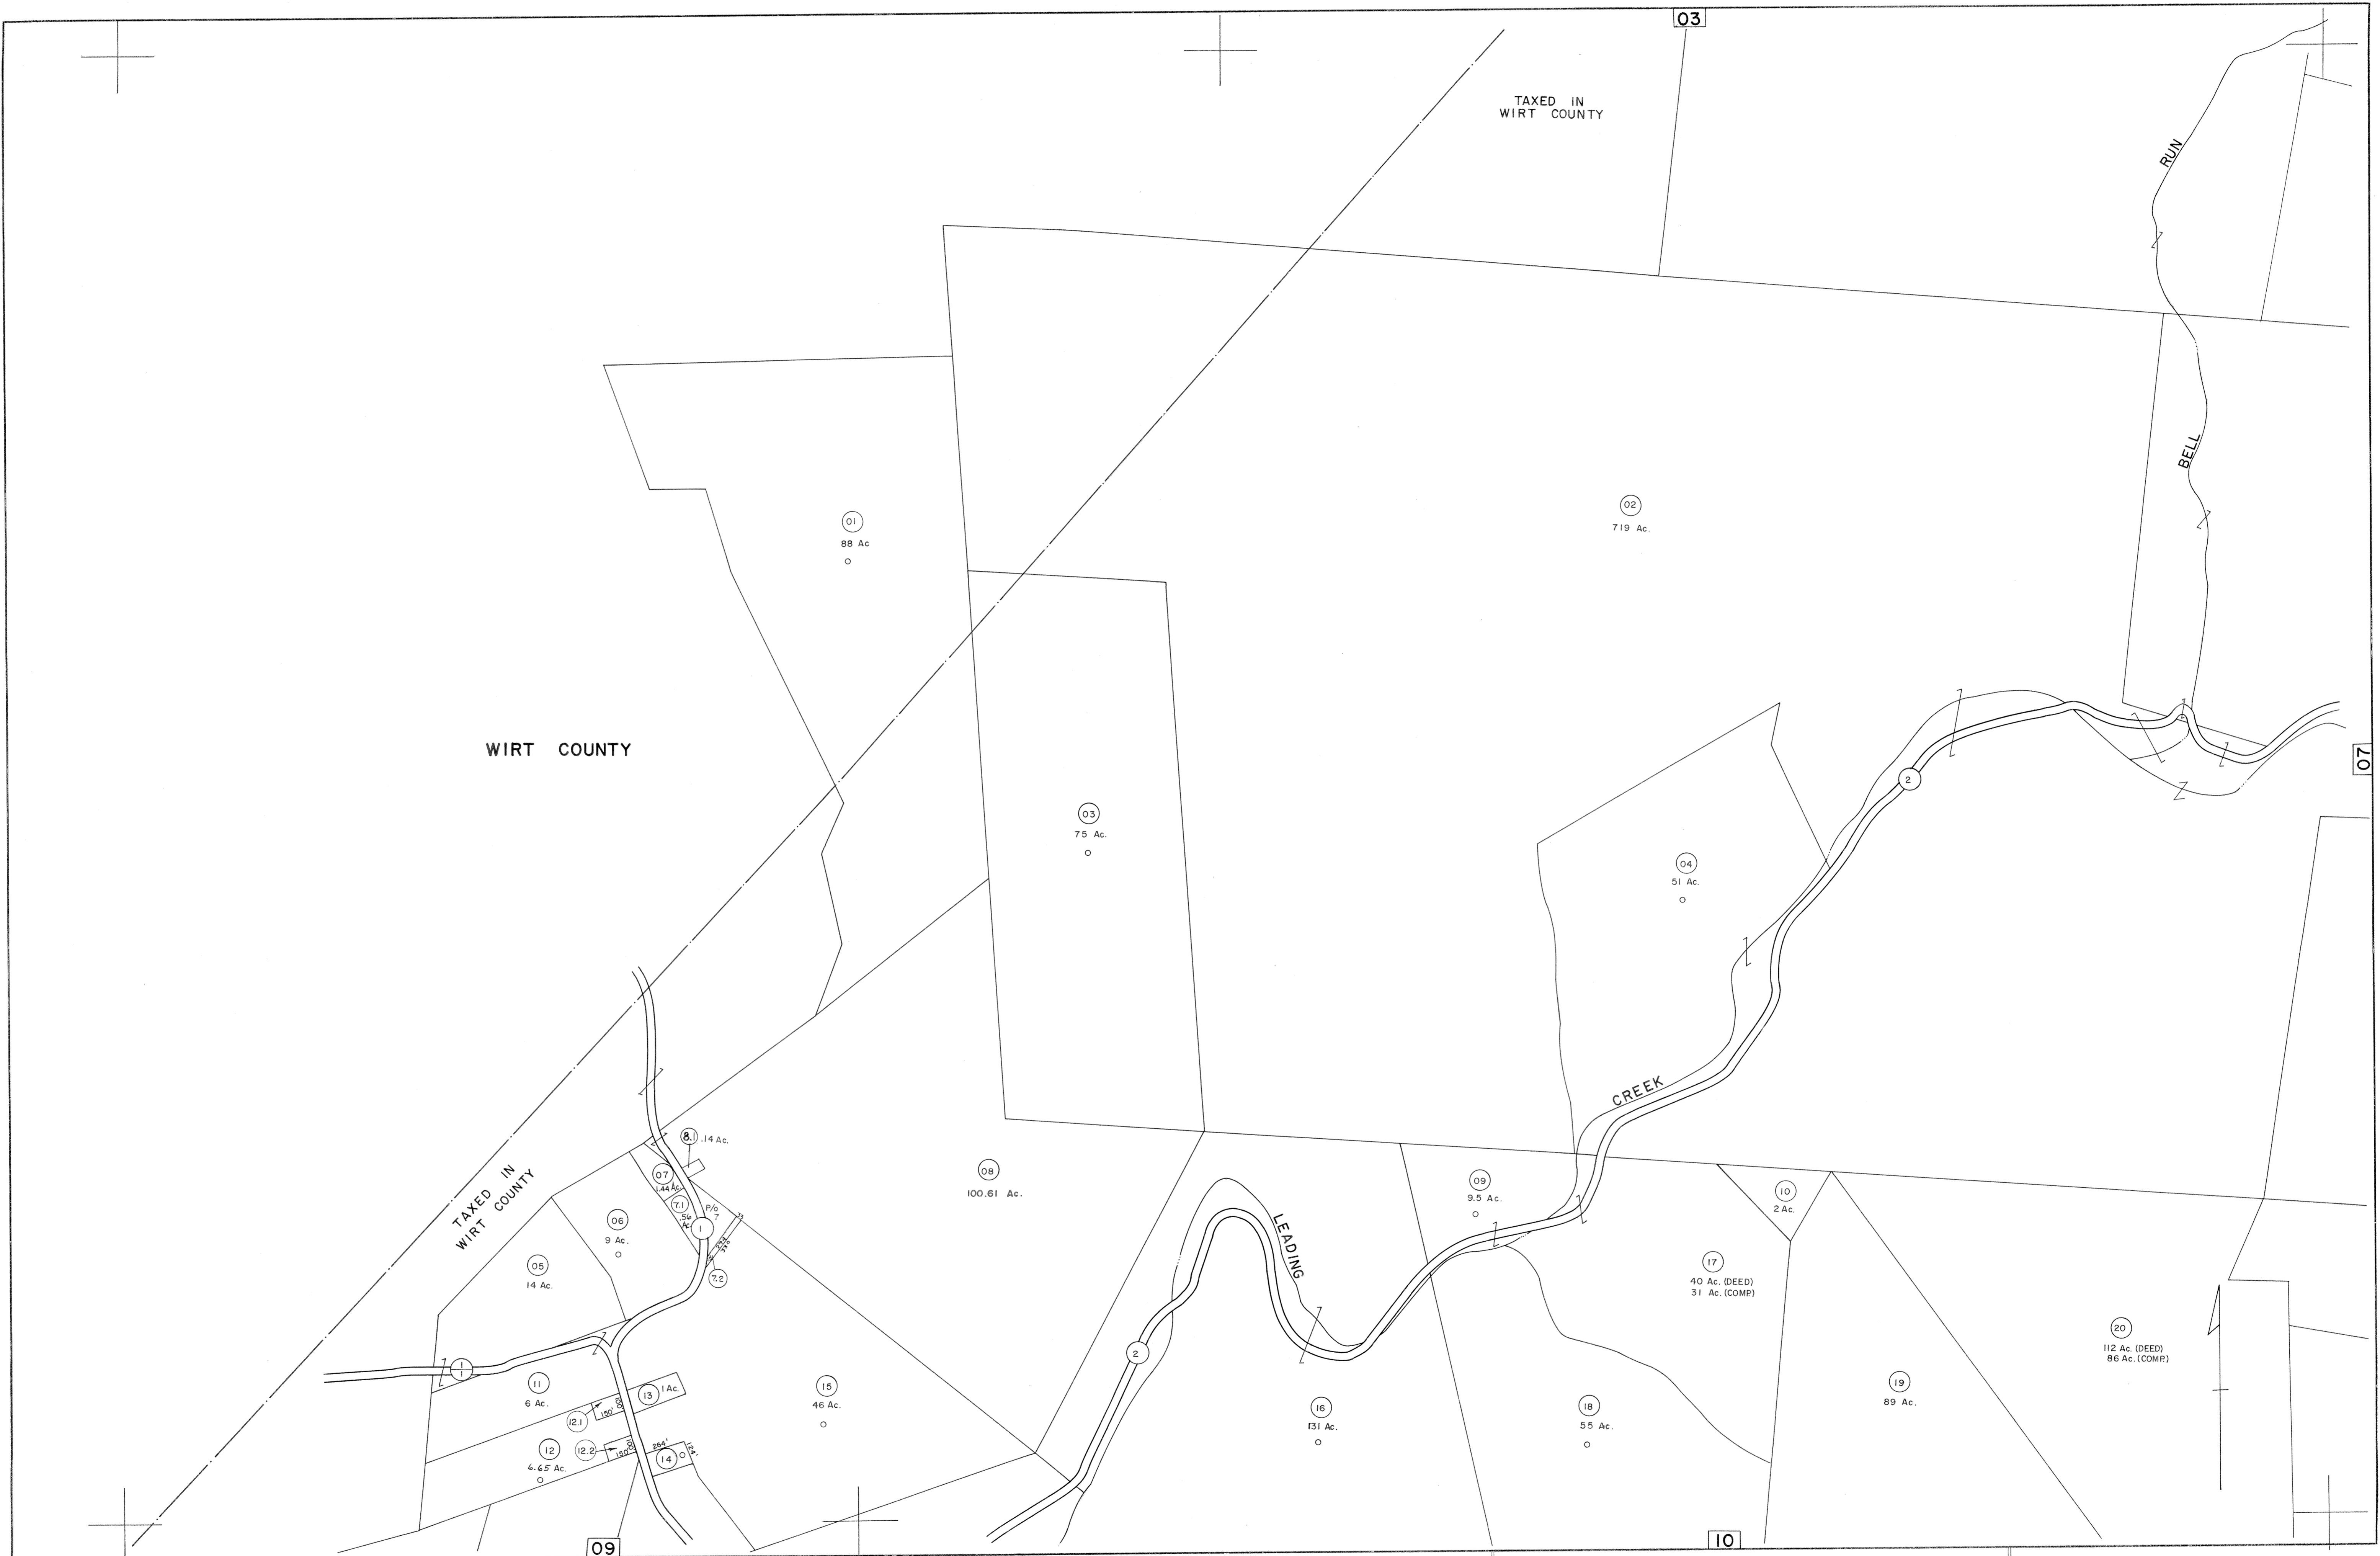 03
TAXED IN
WIRT COUNTY
RUN
BELL
01
88 Ac
02
719 Ac.
WIRT COUNTY
07
2
03
75 Ac.
04
51 Ac.
CREEK
8.1 .14 Ac.
TAXED IN
WIRT COUNTY
07
1.44 Ac.
7.1
.56
Ac.
P/o
7
1
7.2
06
9 Ac.
05
14 Ac.
08
100.61 Ac.
09
9.5 Ac.
10
2 Ac.
LEADING
17
40 Ac. (DEED)
31 Ac. (COMP.)
20
112 Ac. (DEED)
86 Ac. (COMP.)
2
1
1
11
6 Ac.
13
1 Ac.
100'
150'
12.1
15
46 Ac.
16
131 Ac.
18
55 Ac.
19
89 Ac.
12
6.65 Ac.
12.2
150'
100'
264'
124'
14
09
10